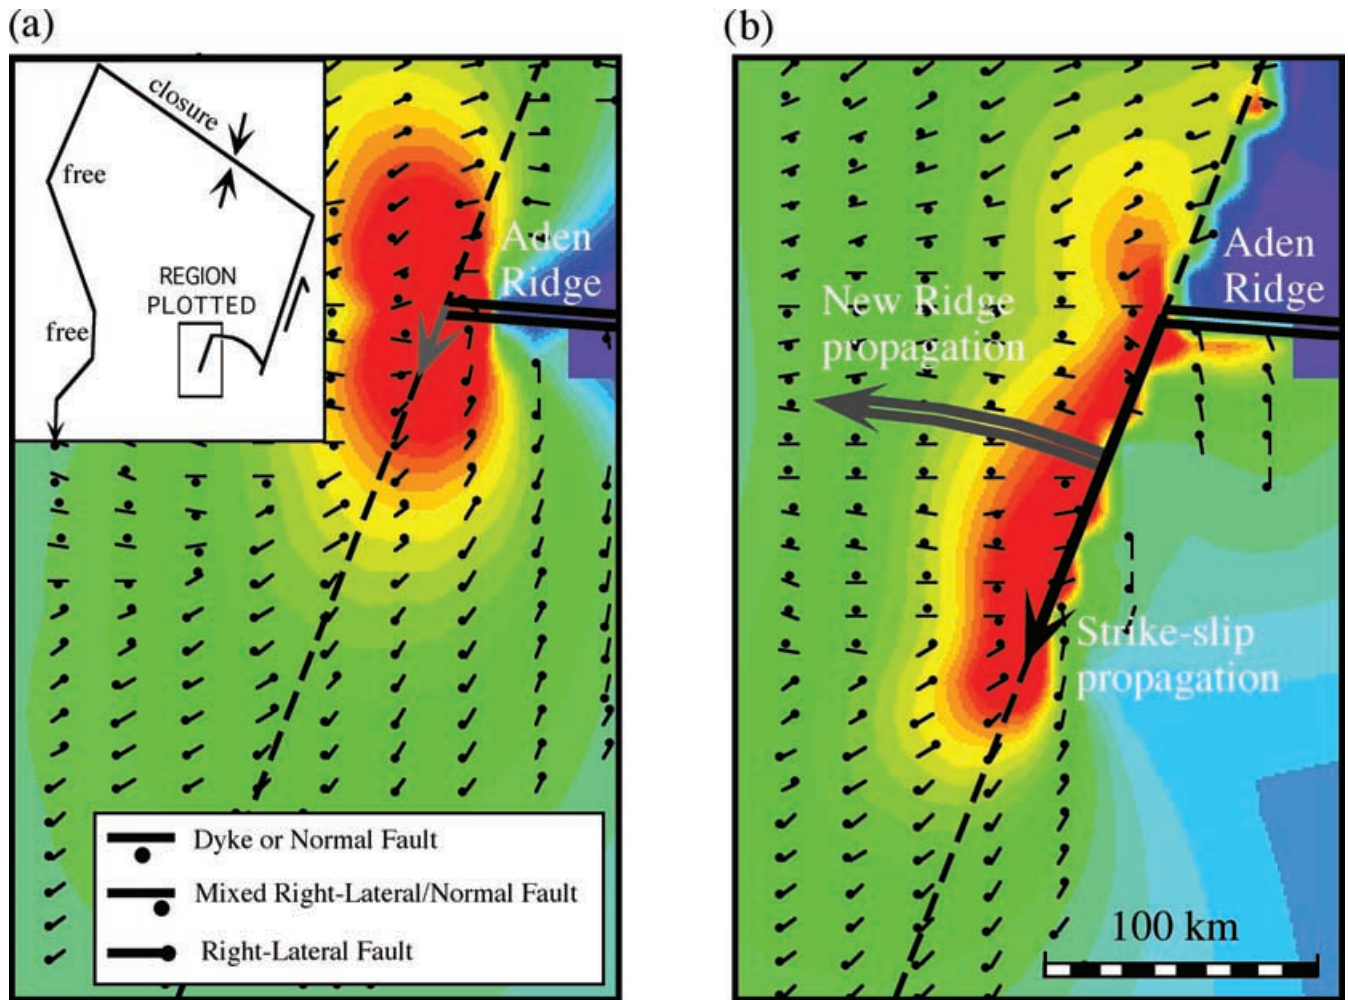 (a)
closure
free
REGION
PLOTTED
free
Aden
Ridge
Dyke or Normal Fault
Mixed Right-Lateral/Normal Fault
Right-Lateral Fault
(b)
Aden
Ridge
New Ridge
propagation
Strike-slip
propagation
100 km